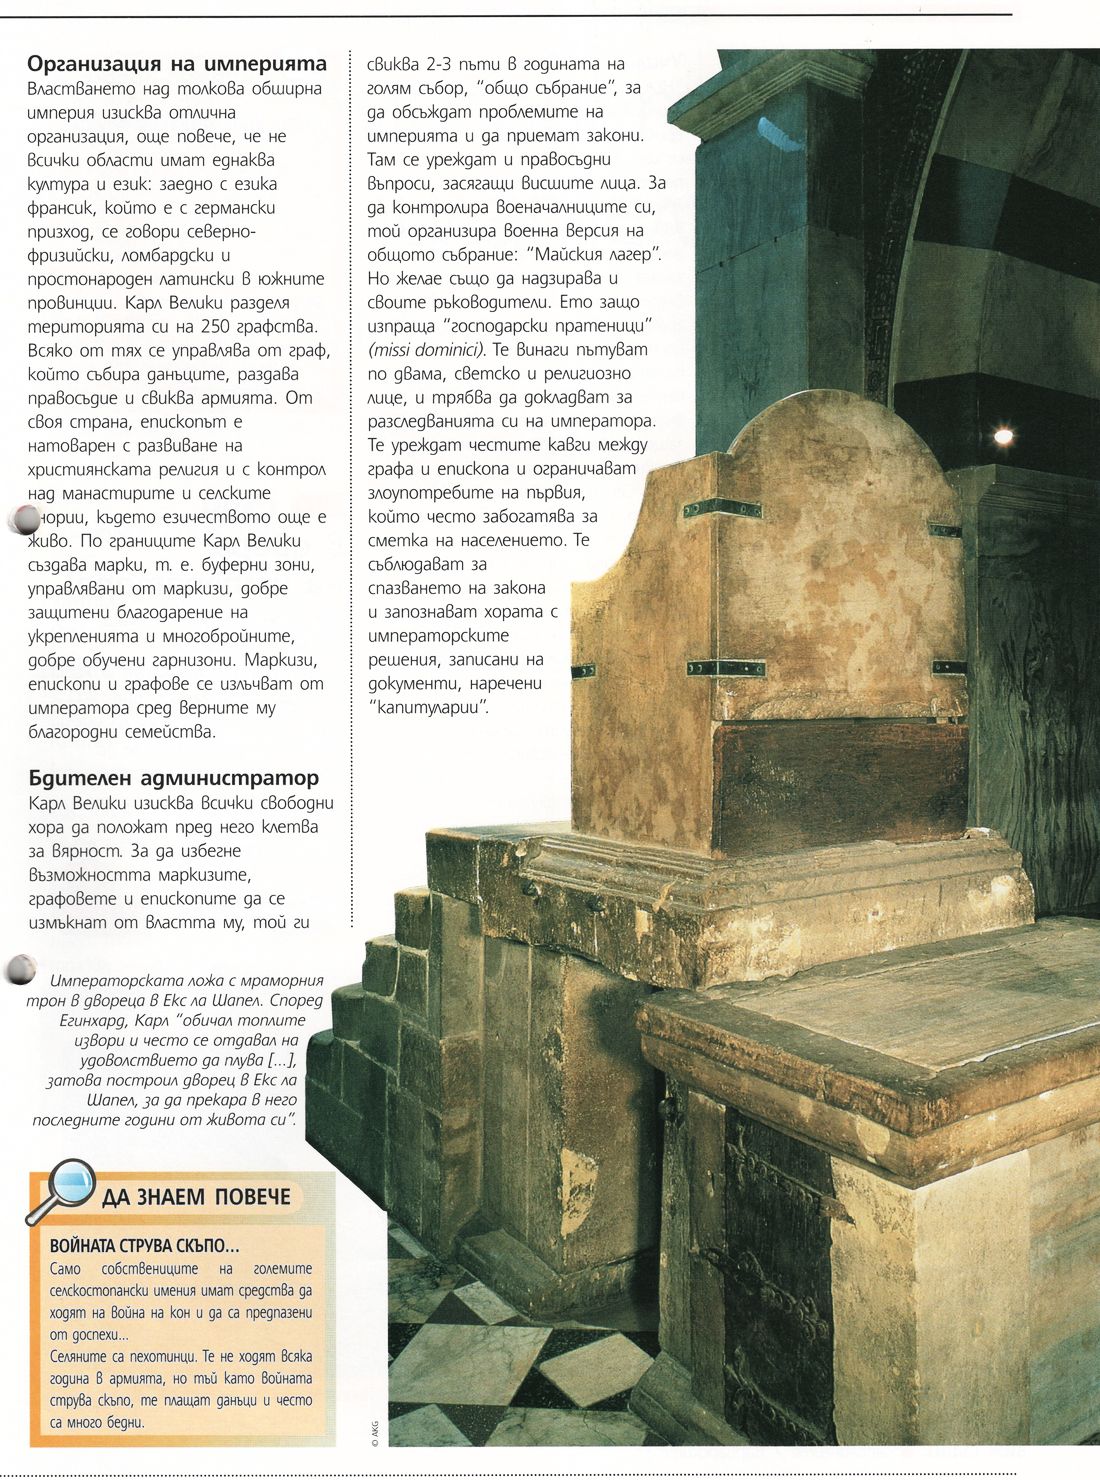 Организация на империята
Властването над толкова обширна
империя изисква отлична
организация, още повече, че не
всички области имат еднаква
култура и език: заедно с езика
франсик, който е с германски
призход, се говори северно-
фризийски, ломбардски и
простонароден латински в южните
провинции. Карл Велики разделя
територията си на 250 графства.
Всяко от тях се управлява от граф,
който събира данъците, раздава
правосъдие и свиква армията. От
своя страна, епископът е
натоварен с развиване на
християнската религия и с контрол
над манастирите и селските
където езичеството още е
живо. По границите Карл Велики
създава марки, т. е. буферни зони,
управлявани от маркизи, добре
защитени благодарение на
укрепленията и многобройните,
добре обучени гарнизони. Маркизи,
епископи и графове се излъчват от
императора сред верните му
благородни семейства.
Бдителен администратор
Карл Велики изисква всички свободни
хора да положат пред него клетва
за вярност. За да избегне
възможността маркизите,
графовете и епископите да се
измъкнат от властта му, той ги
свиква 2-3 пъти в годината на
голям събор, “общо събрание”, за
да обсъждат проблемите на
империята и да приемат закони.
Там се уреждат и правосъдни
въпроси, засягащи висшите лица. За
да контролира военачалниците си,
той организира военна версия на
общото събрание: “Майския лагер”.
Но желае също да надзирава и
своите ръководители. Ето защо
изпраща “господарски пратеници”
(missi dominici). Те винаги пътуват
по двама, светско и религиозно
лице, и трябва да докладват за
разследванията си на императора.
Те уреждат честите кавги между
графа и епископа и ограничават
злоупотребите на първия,
който често забогатява за
сметка на населението. Те
съблюдават за
спазването на закона
и запознават хората с
императорските
решения, записани на
документи, наречени
“капитуларии”.
Императорската ложа с мраморния
трон в двореца в Екс ла Шапел. Според
Егинхард, Карл “обичал топлите
извори и често се отдавал на
удоволствието да плува [...],
затова построил дворец в Екс ла
Шапел, за да прекара в него
последните години от живота си”.
ДА ЗНАЕМ ПОВЕЧЕ
ВОЙНАТА СТРУВА СКЪПО...
Само собствениците на големите
селскостопански имения имат средства да
ходят на война на кон и да са предпазени
от доспехи...
Селяните са пехотинци. Те не ходят всяка
година в армията, но тъй като войната
струва скъпо, те плащат данъци и често
са много бедни.
© AKG